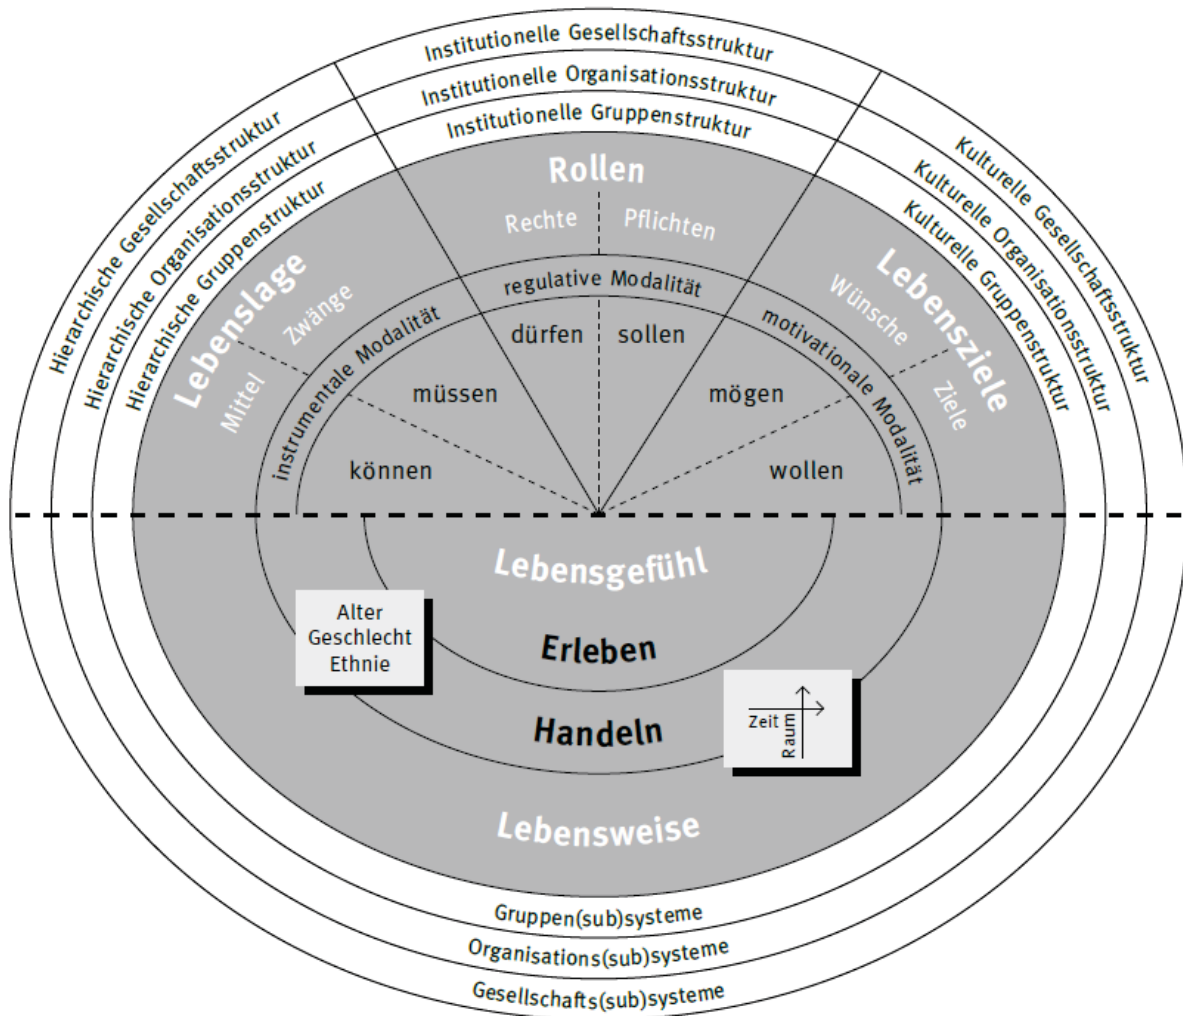 Institutionelle Gesellschaftsstruktur
Institutionelle Organisationsstruktur
Institutionelle Gruppenstruktur
Hierarchische Gesellschaftsstruktur
Hierarchische Organisationsstruktur
Hierarchische Gruppenstruktur
Kulturelle Gesellschaftsstruktur
Kulturelle Organisationsstruktur
Kulturelle Gruppenstruktur
Rollen
Rechte
Pflichten
Lebenslage
Zwänge
Mittel
Lebensziele
Wünsche
Ziele
instrumentale Modalität
regulative Modalität
motivationale Modalität
dürfen
sollen
müssen
mögen
können
wollen
Lebensgefühl
Alter
Geschlecht
Ethnie
Erleben
Handeln
Zeit
Raum
Lebensweise
Gruppen(sub)systeme
Organisations(sub)systeme
Gesellschafts(sub)systeme